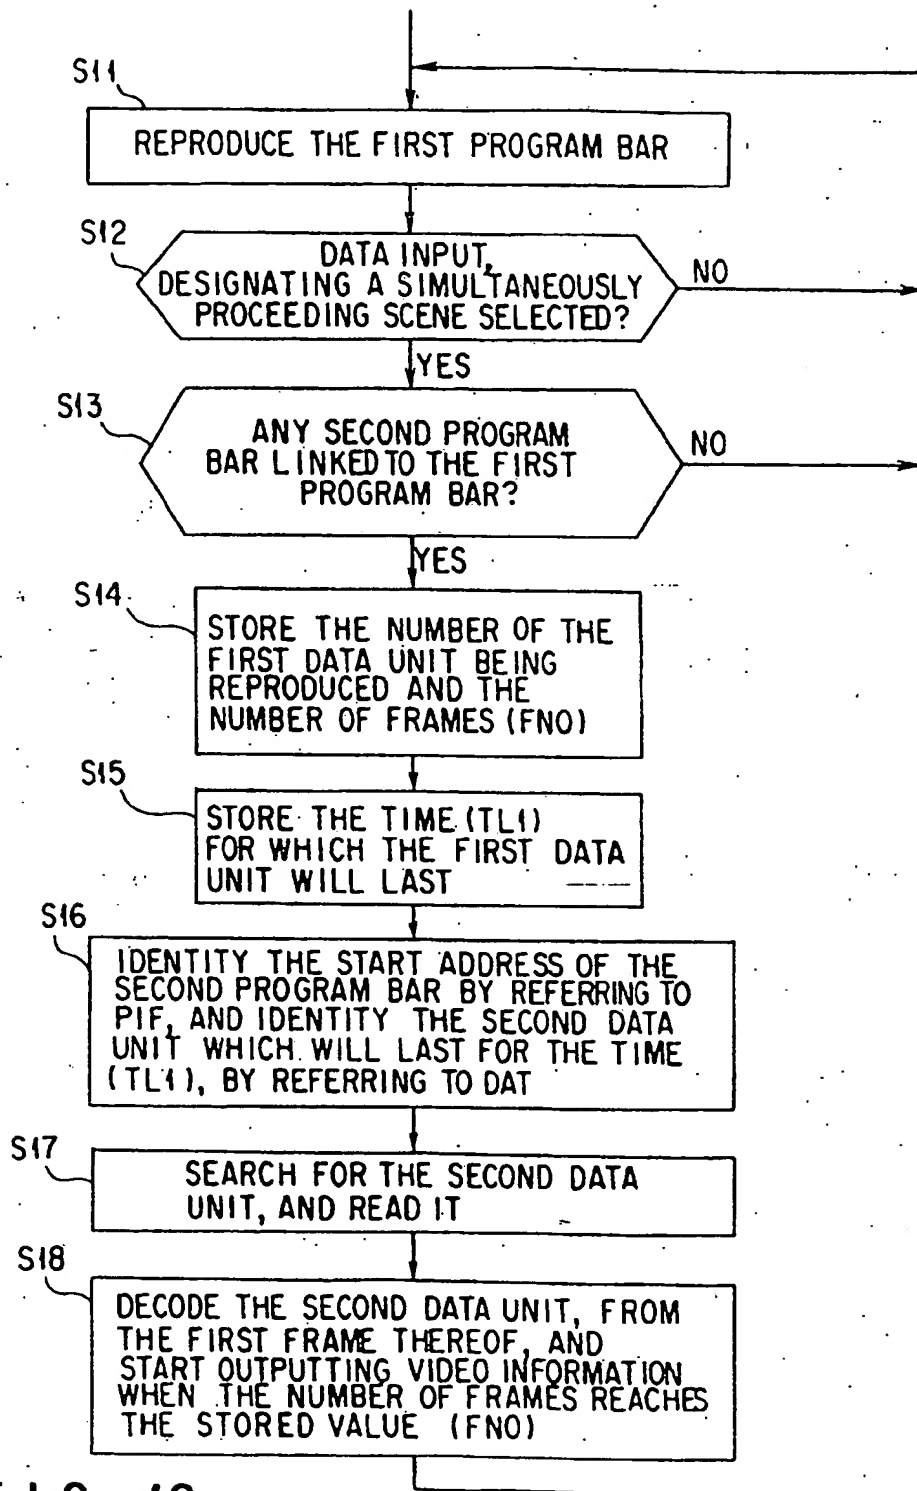 S11
REPRODUCE THE FIRST PROGRAM BAR
S12
DATA INPUT,
DESIGNATING A SIMULTANEOUSLY
PROCEEDING SCENE SELECTED?
NO
YES
S13
ANY SECOND PROGRAM
BAR LINKED TO THE FIRST
PROGRAM BAR?
NO
YES
S14
STORE THE NUMBER OF THE
FIRST DATA UNIT BEING
REPRODUCED AND THE
NUMBER OF FRAMES (FNO)
S15
STORE THE TIME (TL1)
FOR WHICH THE FIRST DATA
UNIT WILL LAST
S16
IDENTITY THE START ADDRESS OF THE
SECOND PROGRAM BAR BY REFERRING TO
PIF, AND IDENTITY THE SECOND DATA
UNIT WHICH WILL LAST FOR THE TIME
(TL1), BY REFERRING TO DAT
S17
SEARCH FOR THE SECOND DATA
UNIT, AND READ IT
S18
DECODE THE SECOND DATA UNIT, FROM
THE FIRST FRAME THEREOF, AND
START OUTPUTTING VIDEO INFORMATION
WHEN THE NUMBER OF FRAMES REACHES
THE STORED VALUE (FNO)